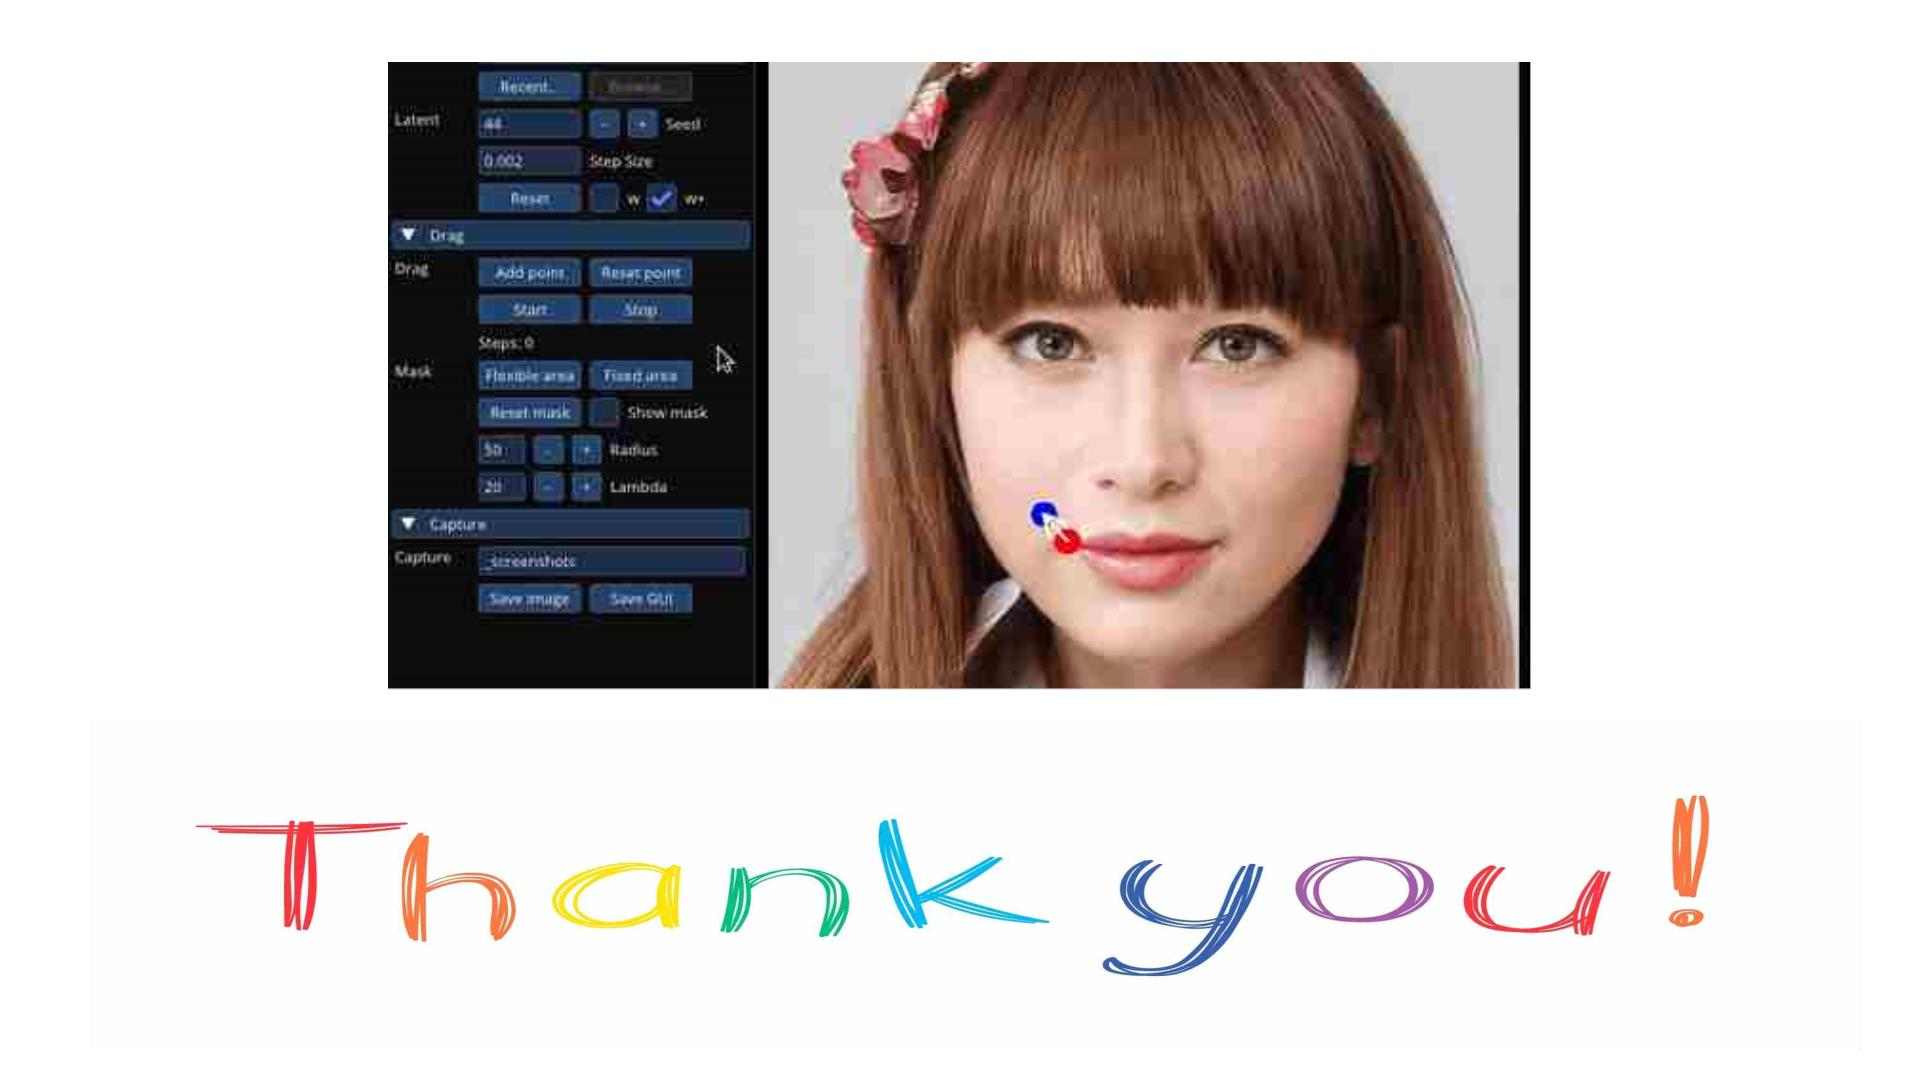 Recent..
Browse...
Latent 44 - + Seed
0.002 Step Size
Reset w w+
Drag
Drag Add point Reset point
Start Stop
Steps: 0
Mask Flexible area Fixed area
Reset mask Show mask
50 - + Radius
20 - + Lambda
Capture
Capture _screenshots
Save image Save GUI
Thank you!